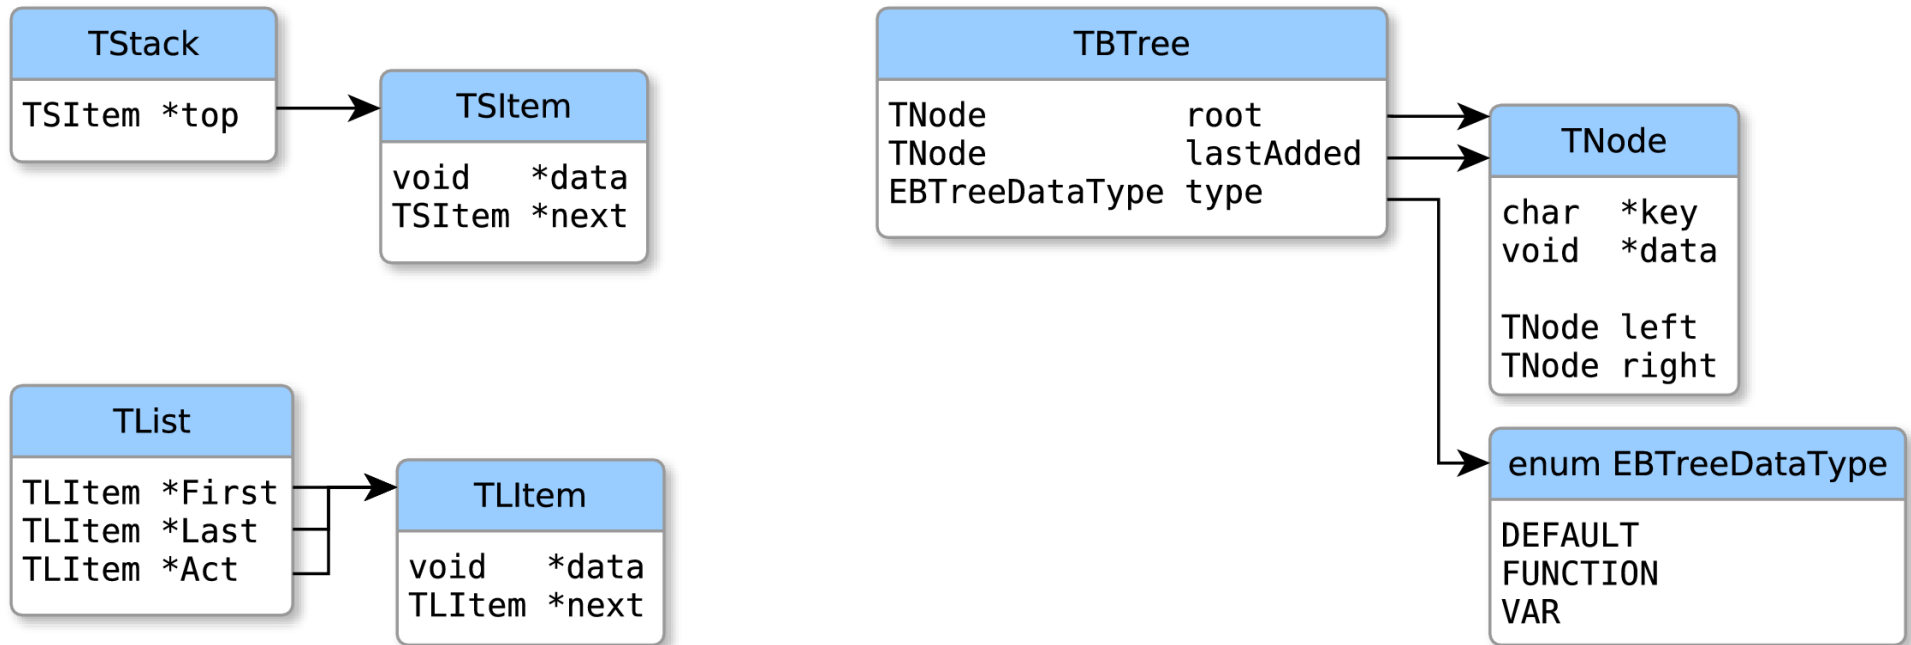 TStack
TSItem *top
TSItem
void   *data
TSItem *next
TBTree
TNode          root
TNode          lastAdded
EBTreeDataType type
TNode
char  *key
void  *data
TNode left
TNode right
TList
TLItem *First
TLItem *Last
TLItem *Act
TLItem
void   *data
TLItem *next
enum EBTreeDataType
DEFAULT
FUNCTION
VAR